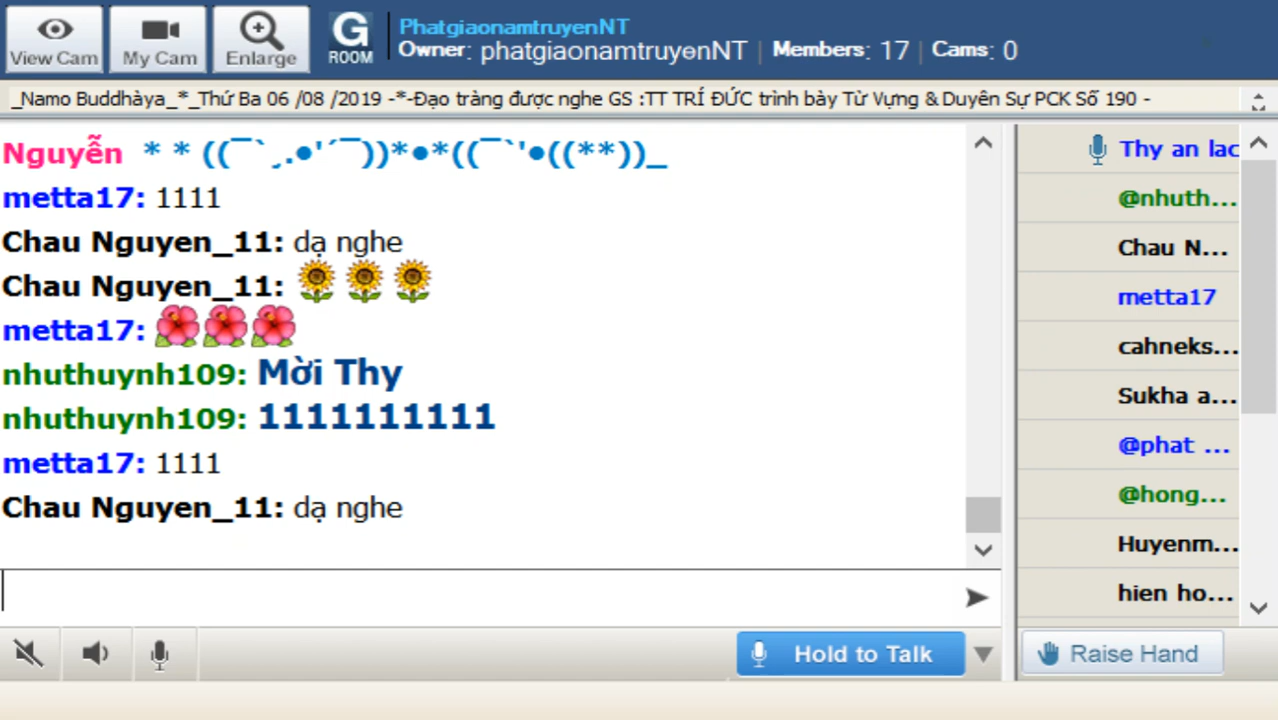 View Cam
My Cam
Enlarge
G
ROOM
PhatgiaonamtruyenNT
Owner: phatgiaonamtruyenNT | Members: 17 | Cams: 0
_Namo Buddhàya_*_Thứ Ba 06 /08 /2019 -*-Đạo tràng được nghe GS :TT TRÍ ĐỨC trình bày Từ Vựng & Duyên Sự PCK Số 190 -
Nguyễn * * ((¯`¸.●'´¯))*●*((¯`'●((**))_
metta17: 1111
Chau Nguyen_11: dạ nghe
Chau Nguyen_11:
metta17:
nhuthuynh109: Mời Thy
nhuthuynh109: 1111111111
metta17: 1111
Chau Nguyen_11: dạ nghe
Hold to Talk
Thy an lac
@nhuth...
Chau N...
metta17
cahneks...
Sukha a...
@phat ...
@hong...
Huyenm...
hien ho...
Raise Hand